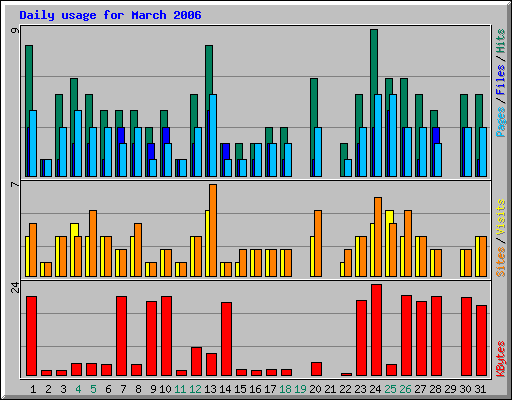 Daily usage for March 2006
9
Pages / Files / Hits
7
Sites / Visits
24
KBytes
1 2 3 4 5 6 7 8 9 10 11 12 13 14 15 16 17 18 19 20 21 22 23 24 25 26 27 28 29 30 31